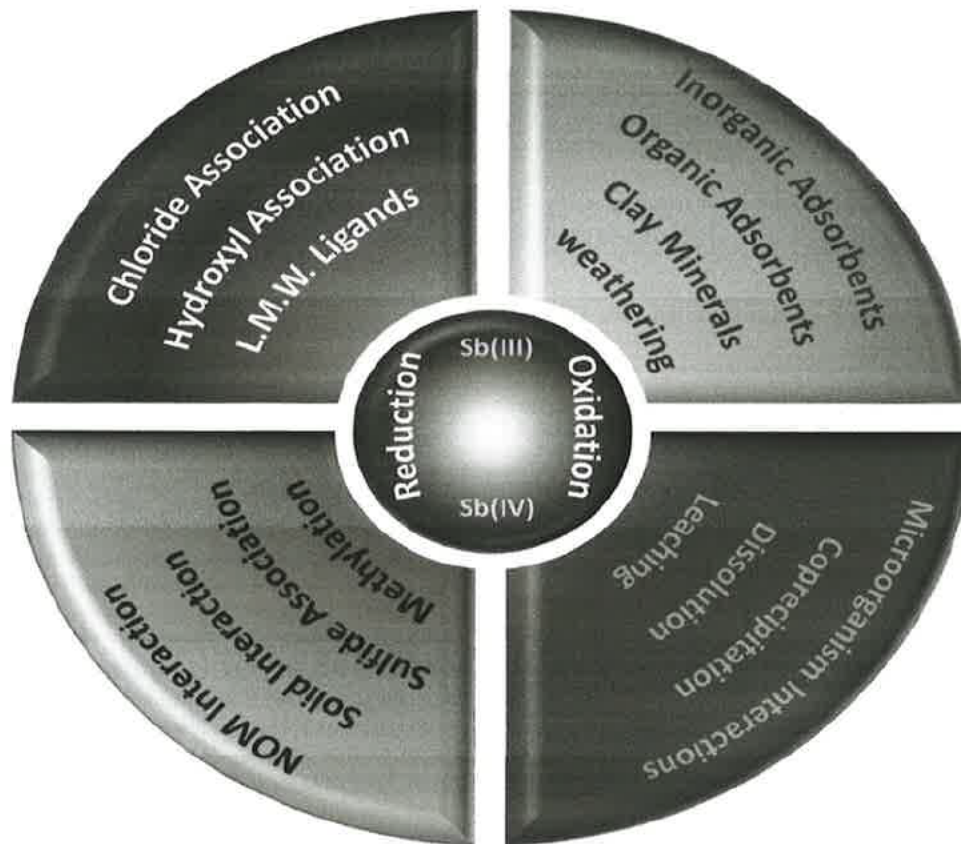 Chloride Association
Hydroxyl Association
L.M.W. Ligands
Inorganic Adsorbents
Organic Adsorbents
Clay Minerals
weathering
Sb(III)
Reduction
Oxidation
Sb(IV)
Methylation
Sulfide Association
Solid Interaction
NOM Interaction
Leaching
Dissolution
Coprecipitation
Microorganism Interactions